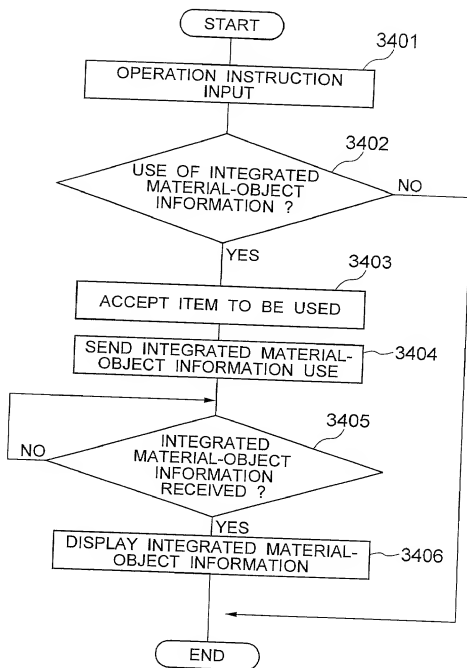 START
3401
OPERATION INSTRUCTION
INPUT
3402
USE OF INTEGRATED
MATERIAL-OBJECT
INFORMATION ?
NO
YES
3403
ACCEPT ITEM TO BE USED
SEND INTEGRATED MATERIAL-
OBJECT INFORMATION USE
3404
3405
INTEGRATED
MATERIAL-OBJECT
INFORMATION
RECEIVED ?
NO
YES
DISPLAY INTEGRATED MATERIAL-
OBJECT INFORMATION
3406
END